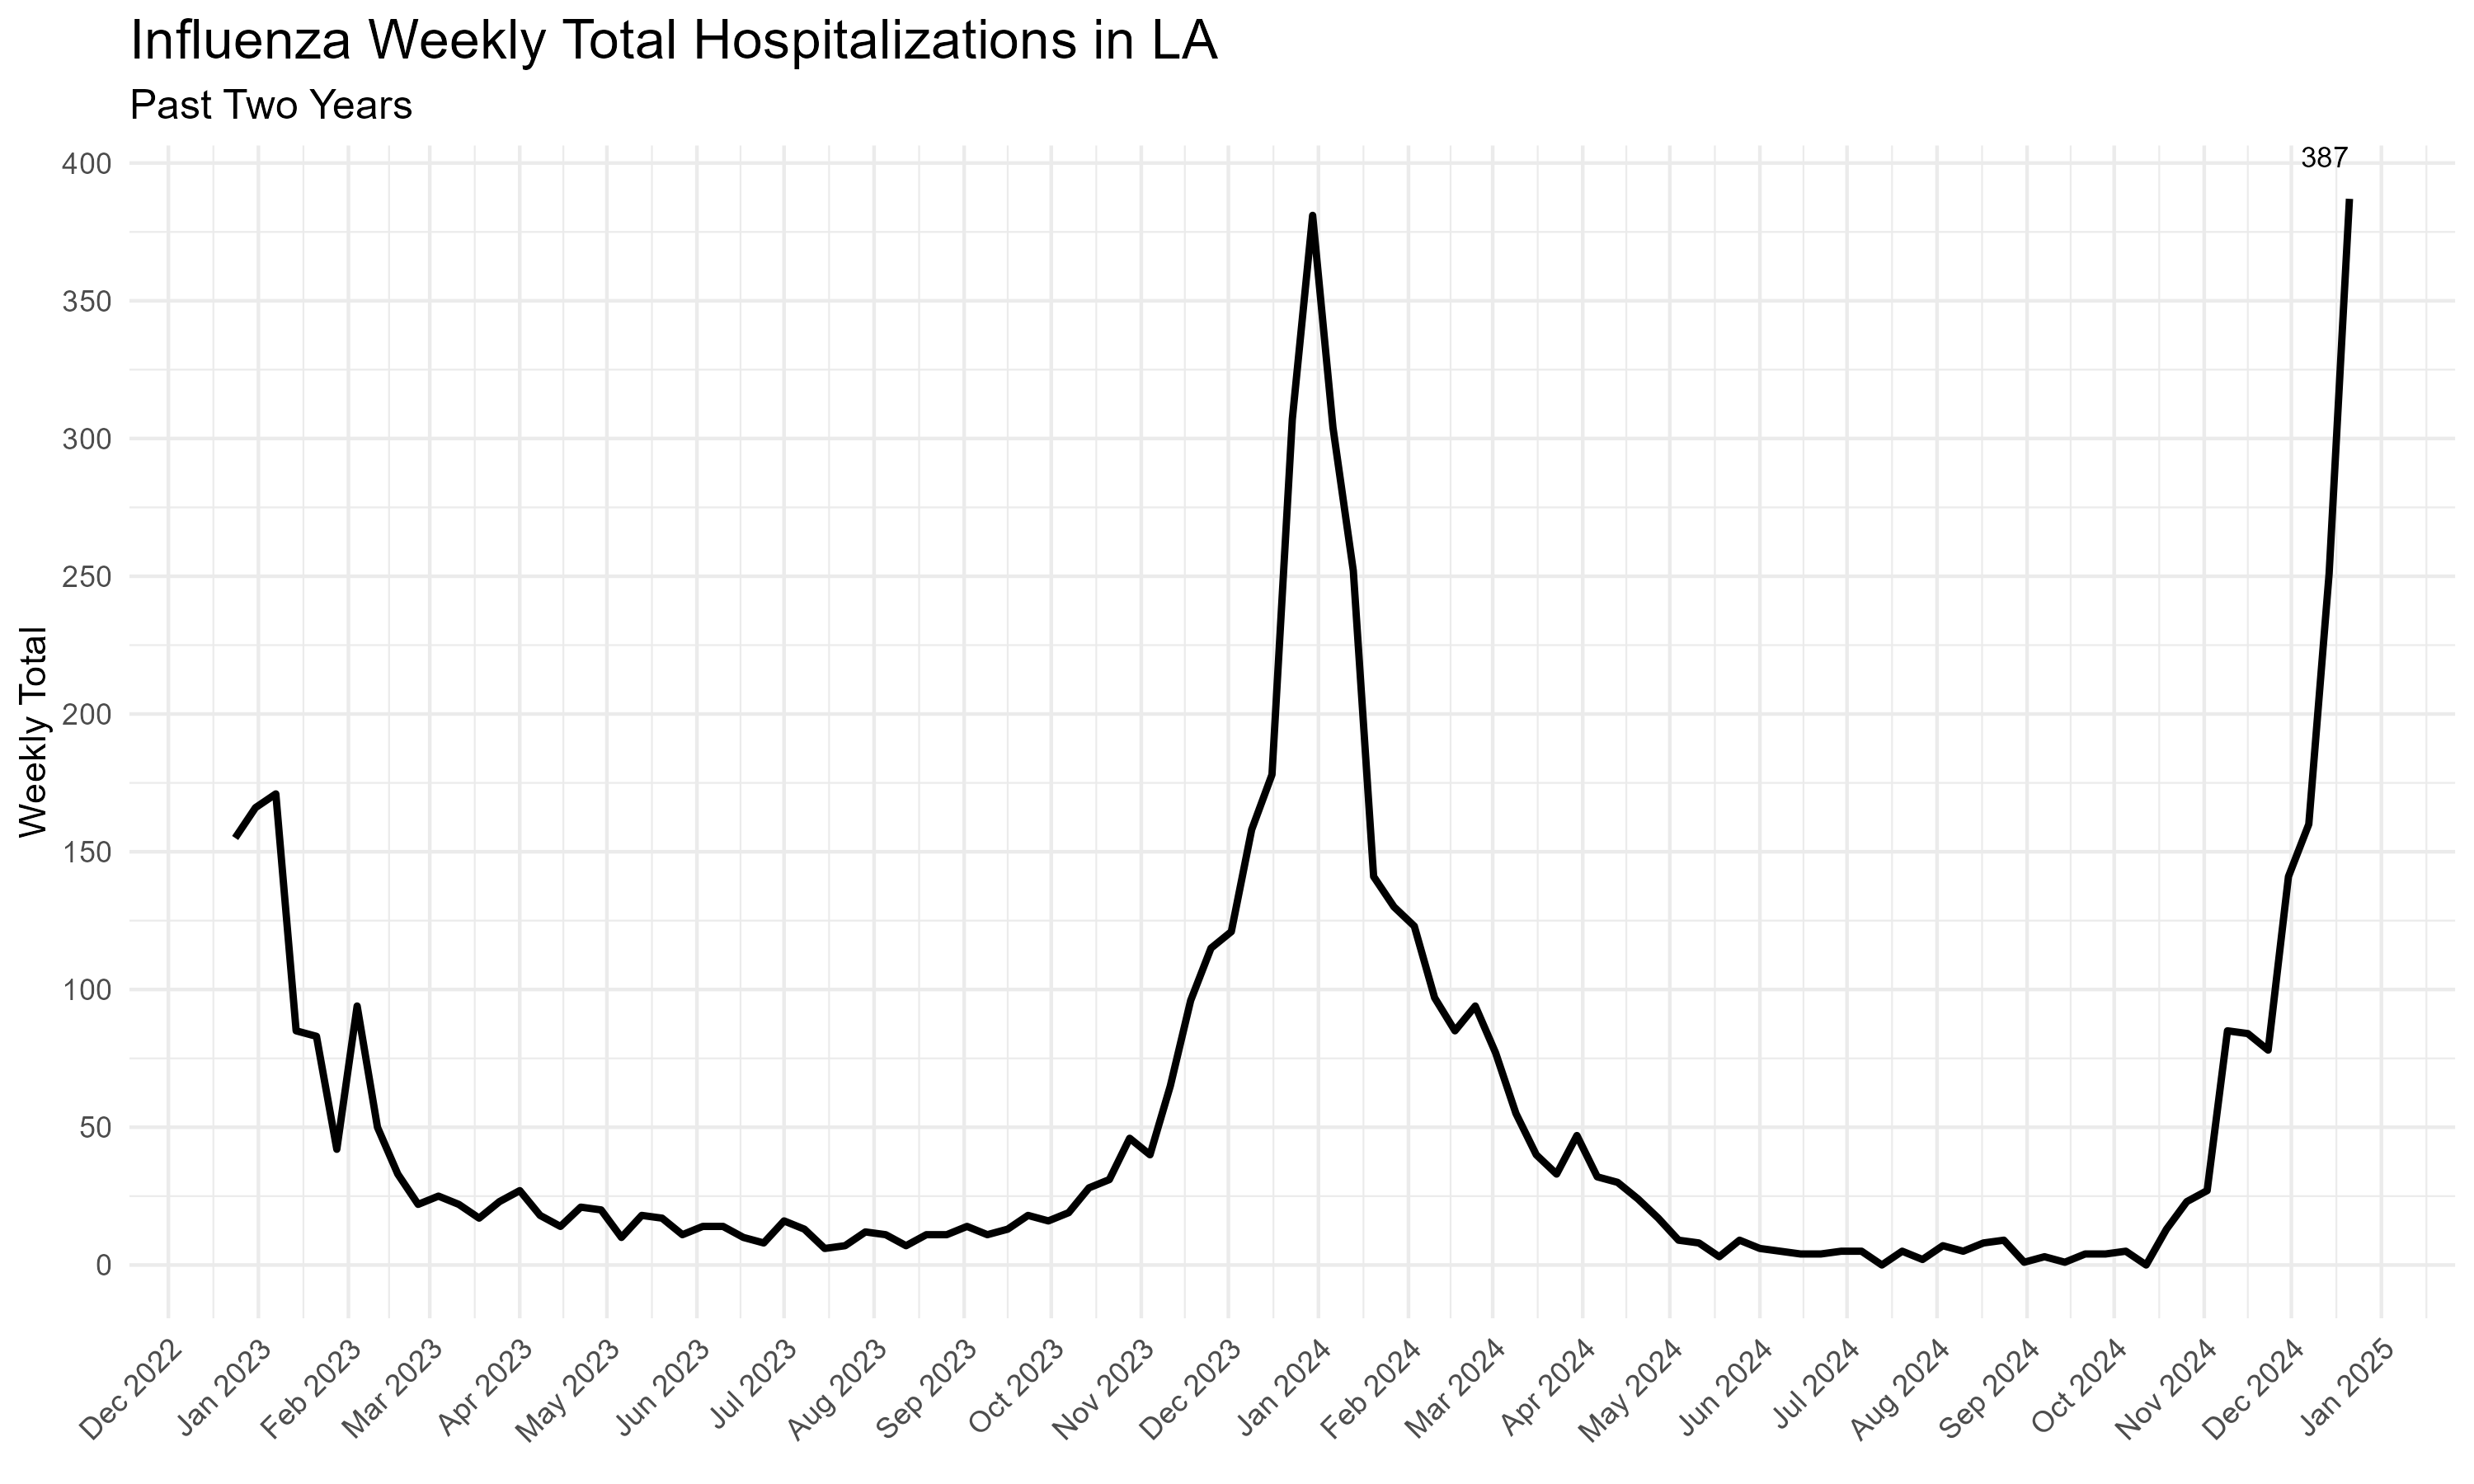 Influenza Weekly Total Hospitalizations in LA
Past Two Years
387
Weekly Total
400
350
300
250
200
150
100
50
0
Dec 2022
Jan 2023
Feb 2023
Mar 2023
Apr 2023
May 2023
Jun 2023
Jul 2023
Aug 2023
Sep 2023
Oct 2023
Nov 2023
Dec 2023
Jan 2024
Feb 2024
Mar 2024
Apr 2024
May 2024
Jun 2024
Jul 2024
Aug 2024
Sep 2024
Oct 2024
Nov 2024
Dec 2024
Jan 2025